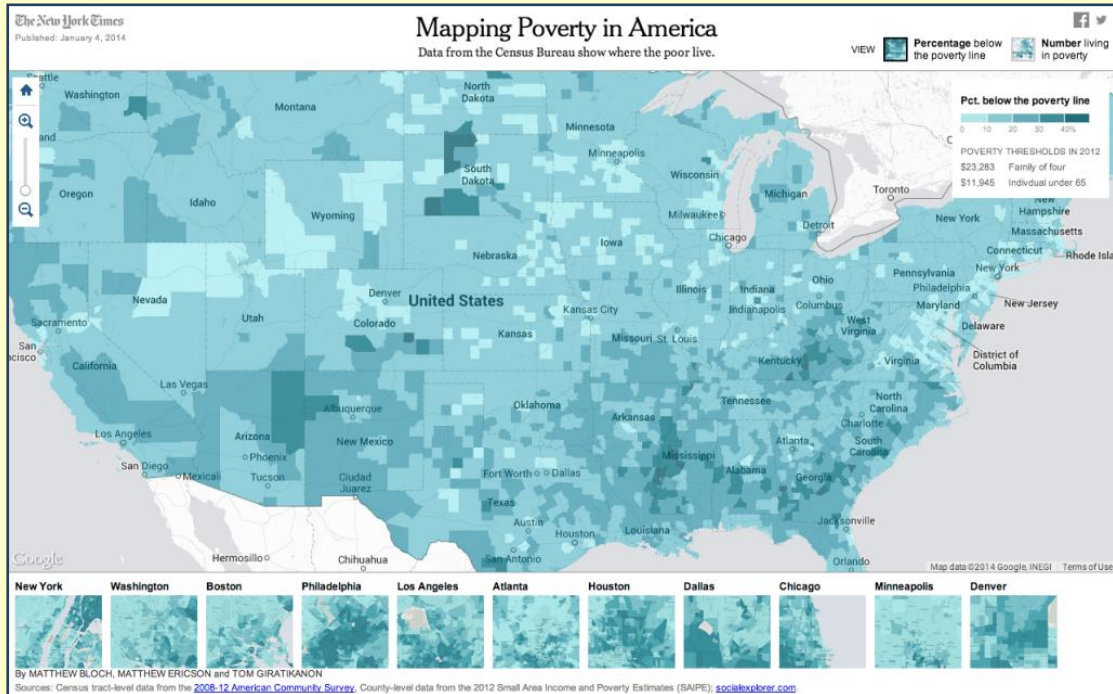 The New York Times
Published: January 4, 2014
Mapping Poverty in America
Data from the Census Bureau show where the poor live.
VIEW
Percentage below
the poverty line
Number living
in poverty
Pct. below the poverty line
0 10 20 30 40%
POVERTY THRESHOLDS IN 2012
$23,283 Family of four
$11,945 Indivdual under 65
Seattle
Washington
Montana
North
Dakota
Minnesota
Minneapolis
South
Dakota
Wisconsin
Michigan
Toronto
Oregon
Idaho
Wyoming
Milwaukee
Detroit
Chicago
New York
New
Hampshire
Massachusetts
Connecticut
Rhode Isla
Iowa
Nebraska
Nevada
Utah
Denver
Colorado
United States
Kansas City
Kansas
Illinois
Indiana
Indianapolis
Ohio
Columbus
Pennsylvania
Philadelphia
New York
Maryland
New Jersey
Delaware
District of
Columbia
Sacramento
San
ncisco
California
Missouri
St. Louis
West
Virginia
Virginia
Kentucky
Las Vegas
Albuquerque
Oklahoma
Arkansas
Tennessee
North
Carolina
Charlotte
Los Angeles
Arizona
Phoenix
New Mexico
South
Carolina
Atlanta
San Diego
Mexicali
Tucson
Ciudad
Juarez
Fort Worth
Dallas
Mississippi
Alabama
Georgia
Texas
Austin
Houston
San Antonio
Louisiana
Jacksonville
Orlando
Hermosillo
Chihuahua
Google
Map data ©2014 Google, INEGI Terms of Use
New York Washington Boston Philadelphia Los Angeles Atlanta Houston Dallas Chicago Minneapolis Denver
By MATTHEW BLOCH, MATTHEW ERICSON and TOM GIRATIKANON
Sources: Census tract-level data from the 2008-12 American Community Survey, County-level data from the 2012 Small Area Income and Poverty Estimates (SAIPE); socialexplorer.com.